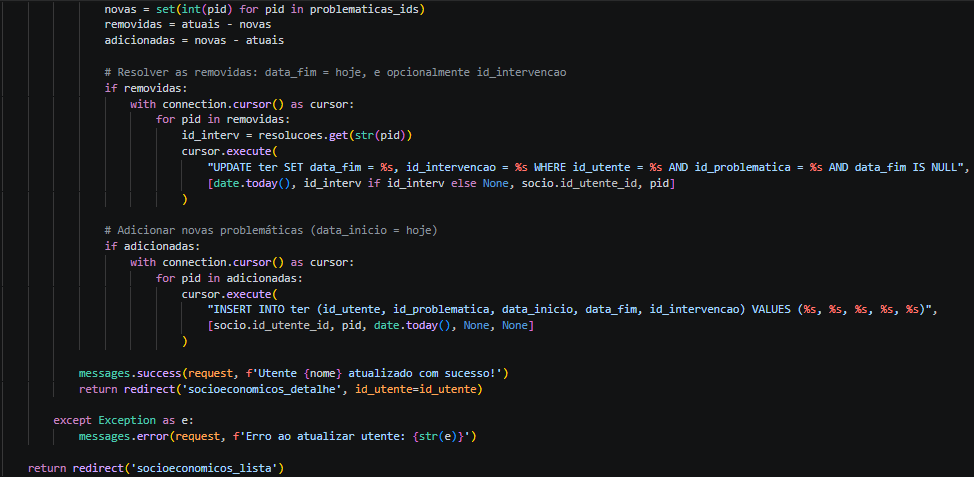 novas = set(int(pid) for pid in problematicas_ids)
removidas = atuais - novas
adicionadas = novas - atuais
# Resolver as removidas: data_fim = hoje, e opcionalmente id_intervencao
if removidas:
with connection.cursor() as cursor:
for pid in removidas:
id_interv = resolucoes.get(str(pid))
cursor.execute(
"UPDATE ter SET data_fim = %s, id_intervencao = %s WHERE id_utente = %s AND id_problematica = %s AND data_fim IS NULL",
[date.today(), id_interv if id_interv else None, socio.id_utente_id, pid]
)
# Adicionar novas problemáticas (data_inicio = hoje)
if adicionadas:
with connection.cursor() as cursor:
for pid in adicionadas:
cursor.execute(
"INSERT INTO ter (id_utente, id_problematica, data_inicio, data_fim, id_intervencao) VALUES (%s, %s, %s, %s, %s)",
[socio.id_utente_id, pid, date.today(), None, None]
)
messages.success(request, f'Utente {nome} atualizado com sucesso!')
return redirect('socioeconomicos_detalhe', id_utente=id_utente)
except Exception as e:
messages.error(request, f'Erro ao atualizar utente: {str(e)}')
return redirect('socioeconomicos_lista')